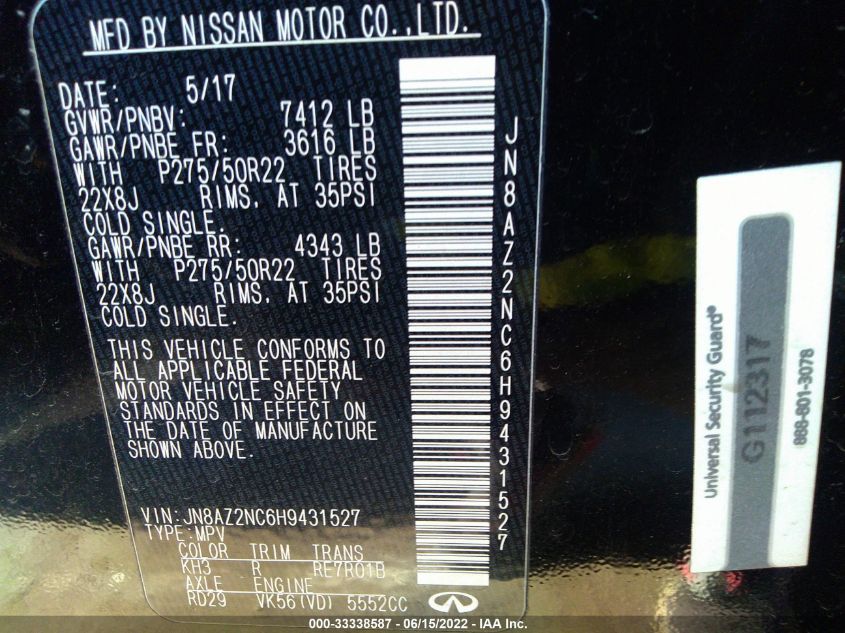 MFD BY NISSAN MOTOR CO.,LTD.
DATE: 5/17
GVWR/PNBV: 7412 LB
GAWR/PNBE FR: 3616 LB
WITH P275/50R22 TIRES
22X8J RIMS. AT 35PSI
COLD SINGLE.
GAWR/PNBE RR: 4343 LB
WITH P275/50R22 TIRES
22X8J RIMS. AT 35PSI
COLD SINGLE.
THIS VEHICLE CONFORMS TO
ALL APPLICABLE FEDERAL
MOTOR VEHICLE SAFETY
STANDARDS IN EFFECT ON
THE DATE OF MANUFACTURE
SHOWN ABOVE.
VIN:JN8AZ2NC6H9431527
TYPE:MPV
COLOR TRIM TRANS
KH3 R RE7R01B
AXLE ENGINE
RD29 VK56(VD) 5552CC
JN8AZ2NC6H9431527
Universal Security Guard®
G112317
888-801-3078
000-33338587 - 06/15/2022 - IAA Inc.